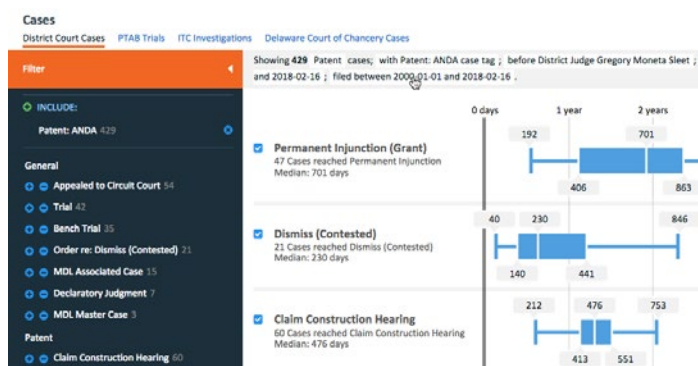 Cases
District Court Cases PTAB Trials ITC Investigations Delaware Court of Chancery Cases
Filter
INCLUDE:
Patent: ANDA 429
General
Appealed to Circuit Court 54
Trial 42
Bench Trial 35
Order re: Dismiss (Contested) 21
MDL Associated Case 15
Declaratory Judgment 7
MDL Master Case 3
Patent
Claim Construction Hearing 60
Showing 429 Patent cases; with Patent: ANDA case tag ; before District Judge Gregory Moneta Sleet ;
and 2018-02-16 ; filed between 2009-01-01 and 2018-02-16 .
0 days 1 year 2 years
192 701
Permanent Injunction (Grant)
47 Cases reached Permanent Injunction
Median: 701 days
406 863
40 230 846
Dismiss (Contested)
21 Cases reached Dismiss (Contested)
Median: 230 days
140 441
212 476 753
Claim Construction Hearing
60 Cases reached Claim Construction Hearing
Median: 476 days
413 551